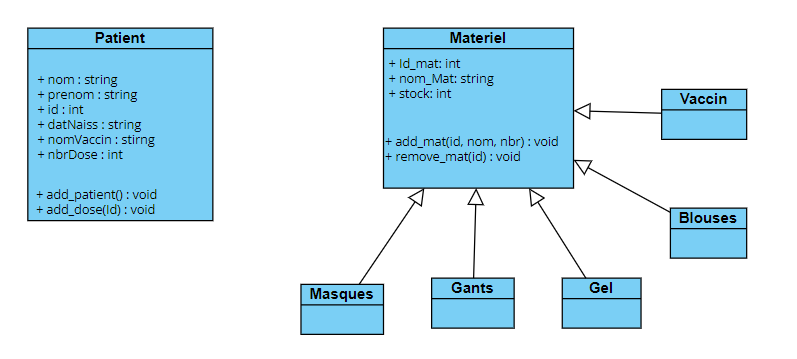 Patient
+ nom : string
+ prenom : string
+ id : int
+ datNaiss : string
+ nomVaccin : stirng
+ nbrDose : int
+ add_patient() : void
+ add_dose(Id) : void
Materiel
+ Id_mat: int
+ nom_Mat: string
+ stock: int
+ add_mat(id, nom, nbr) : void
+ remove_mat(id) : void
Vaccin
Blouses
Masques
Gants
Gel